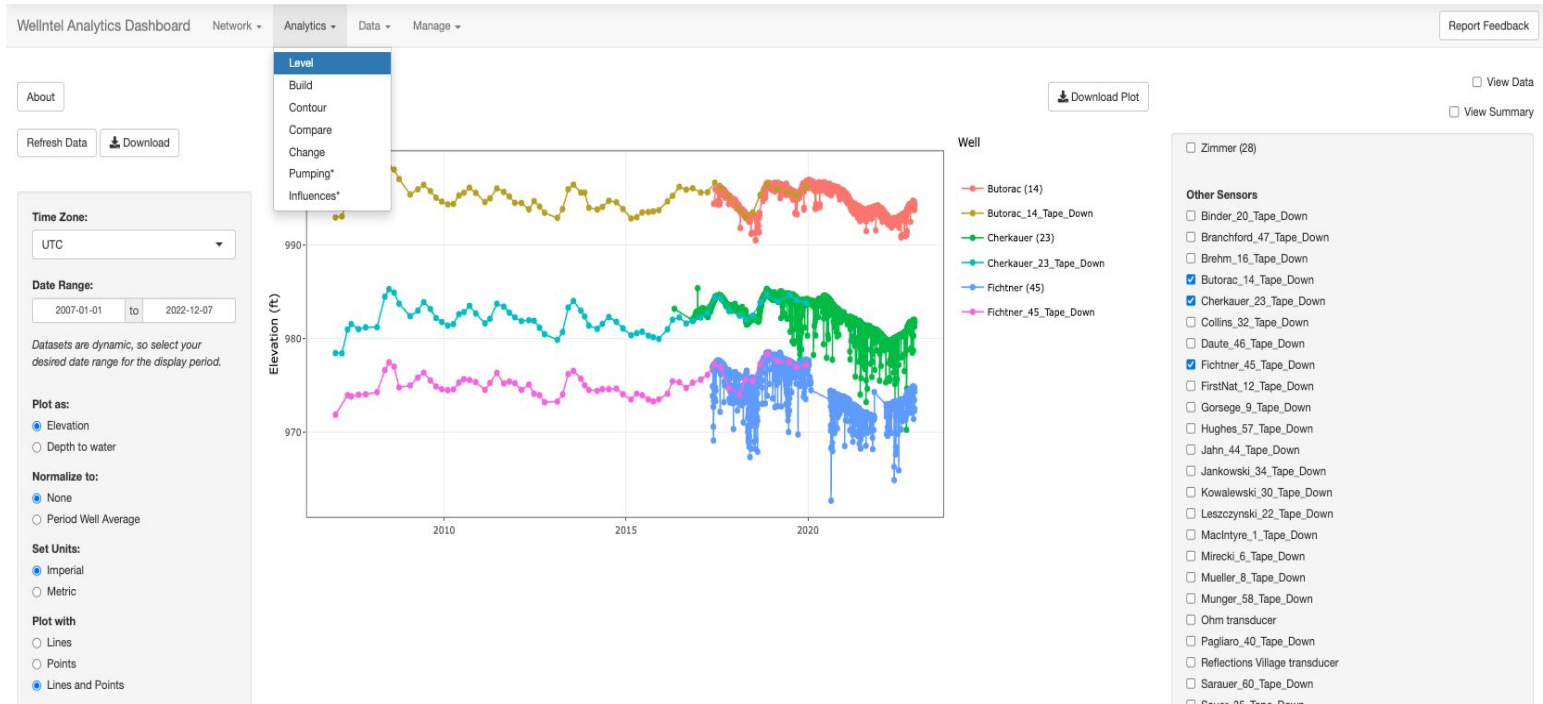 Wellntel Analytics Dashboard Network Analytics Data Manage Report Feedback
Level
Build
Contour
Compare
Change
Pumping*
Influences*
About
Refresh Data Download
Download Plot
View Data
View Summary
Time Zone:
UTC
Date Range:
2007-01-01 to 2022-12-07
Datasets are dynamic, so select your
desired date range for the display period.
Plot as:
Elevation
Depth to water
Normalize to:
None
Period Well Average
Set Units:
Imperial
Metric
Plot with
Lines
Points
Lines and Points
Elevation (ft)
990
980
970
2010 2015 2020
Well
Butorac (14)
Butorac_14_Tape_Down
Cherkauer (23)
Cherkauer_23_Tape_Down
Fichtner (45)
Fichtner_45_Tape_Down
Zimmer (28)
Other Sensors
Binder_20_Tape_Down
Branchford_47_Tape_Down
Brehm_16_Tape_Down
Butorac_14_Tape_Down
Cherkauer_23_Tape_Down
Collins_32_Tape_Down
Daute_46_Tape_Down
Fichtner_45_Tape_Down
FirstNat_12_Tape_Down
Gorsege_9_Tape_Down
Hughes_57_Tape_Down
Jahn_44_Tape_Down
Jankowski_34_Tape_Down
Kowalewski_30_Tape_Down
Leszczynski_22_Tape_Down
MacIntyre_1_Tape_Down
Mirecki_6_Tape_Down
Mueller_8_Tape_Down
Munger_58_Tape_Down
Ohm transducer
Pagliaro_40_Tape_Down
Reflections Village transducer
Sarauer_60_Tape_Down